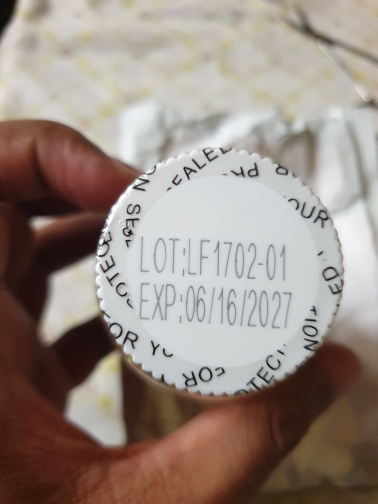 LOT:LF1702-01
EXP:06/16/2027
SEALED
FOR YOUR
PROTECTION